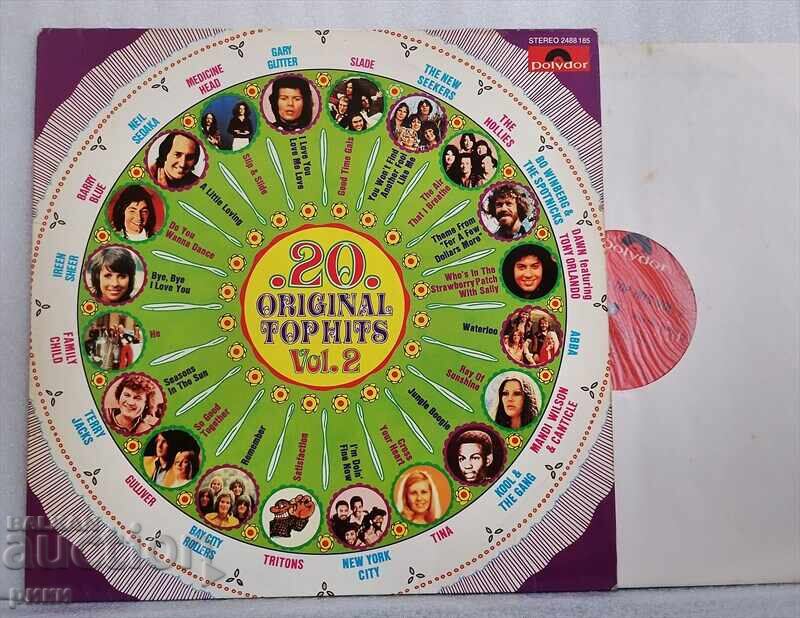 STEREO 2488 185
Polydor
.20.
ORIGINAL
TOP HITS
Vol. 2
GARY
GLITTER
I Love You
Love Me Love
SLADE
Good Time Gals
THE NEW
SEEKERS
You Won't Find
Another Fool
Like Me
THE
HOLLIES
The Air
That I Breathe
BO WINBERG &
THE SPOTNICKS
Theme From
"For A Few
Dollars More"
DAWN featuring
TONY ORLANDO
Who's In The
Strawberry Patch
With Sally
ABBA
Waterloo
MANDI WILSON
& CANTICLE
Ray Of
Sunshine
KOOL &
THE GANG
Jungle Boogie
TINA
Cross
Your Heart
NEW YORK
CITY
I'm Doin'
Fine Now
TRITONS
Satisfaction
BAY CITY
ROLLERS
Remember
GULLIVER
So Good
Together
TERRY
JACKS
Seasons
In The Sun
FAMILY
CHILD
He
IREEN
SHEER
Bye, Bye
I Love You
BARRY
BLUE
Do You
Wanna Dance
NEIL
SEDAKA
A Little Loving
MEDICINE
HEAD
Slip & Slide
Polydor
BALKAN
auction
рики